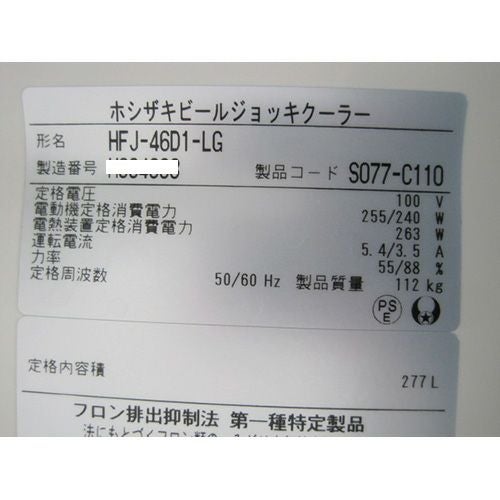 ホシザキビールジョッキクーラー
形名 HFJ-46D1-LG
製造番号 製品コード S077-C110
定格電圧 100 V
電動機定格消費電力 255/240 W
電熱装置定格消費電力 263 W
運転電流 5.4/3.5 A
力率 55/88 %
定格周波数 50/60 Hz 製品質量 112 kg
PS
E
定格内容積 277 L
フロン排出抑制法 第一種特定製品